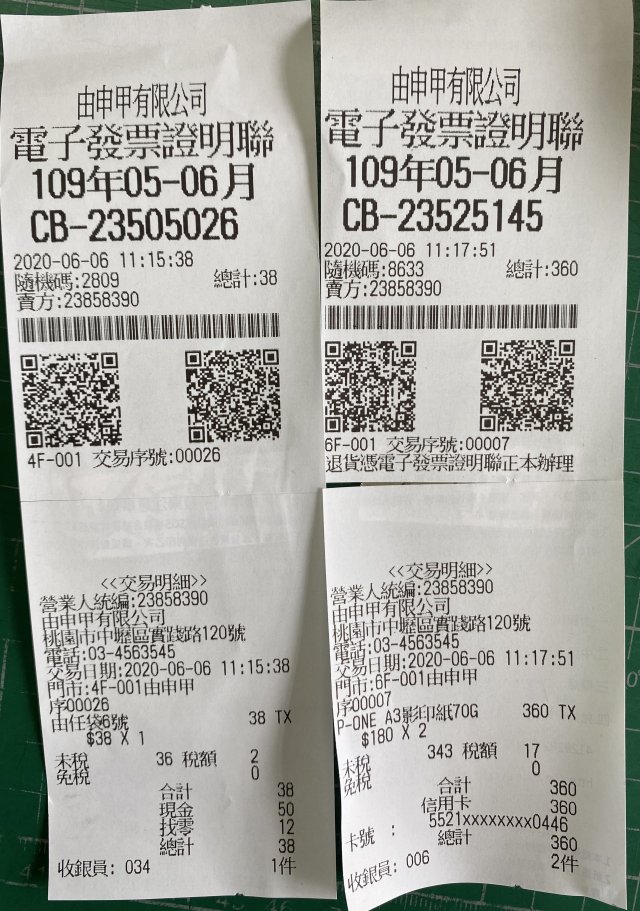 由申甲有限公司
電子發票證明聯
109年05-06月
CB-23505026
2020-06-06 11:15:38
隨機碼:2809 總計:38
賣方:23858390
4F-001 交易序號:00026
<<交易明細>>
營業人統編:23858390
由申甲有限公司
桃園市中壢區實踐路120號
電話:03-4563545
交易日期:2020-06-06 11:15:38
門市:4F-001由申甲
序00026
由任袋6號 38 TX
$38 X 1
未稅 36 稅額 2
免稅 0
合計 38
現金 50
找零 12
總計 38
收銀員: 034 1件
由申甲有限公司
電子發票證明聯
109年05-06月
CB-23525145
2020-06-06 11:17:51
隨機碼:8633 總計:360
賣方:23858390
6F-001 交易序號:00007
退貨憑電子發票證明聯正本辦理
<<交易明細>>
營業人統編:23858390
由申甲有限公司
桃園市中壢區實踐路120號
電話:03-4563545
交易日期:2020-06-06 11:17:51
門市:6F-001由申甲
序00007
P-ONE A3影印紙70G 360 TX
$180 X 2
未稅 343 稅額 17
免稅 0
合計 360
信用卡 360
卡號 : 5521xxxxxxxx0446
總計 360
收銀員: 006 2件